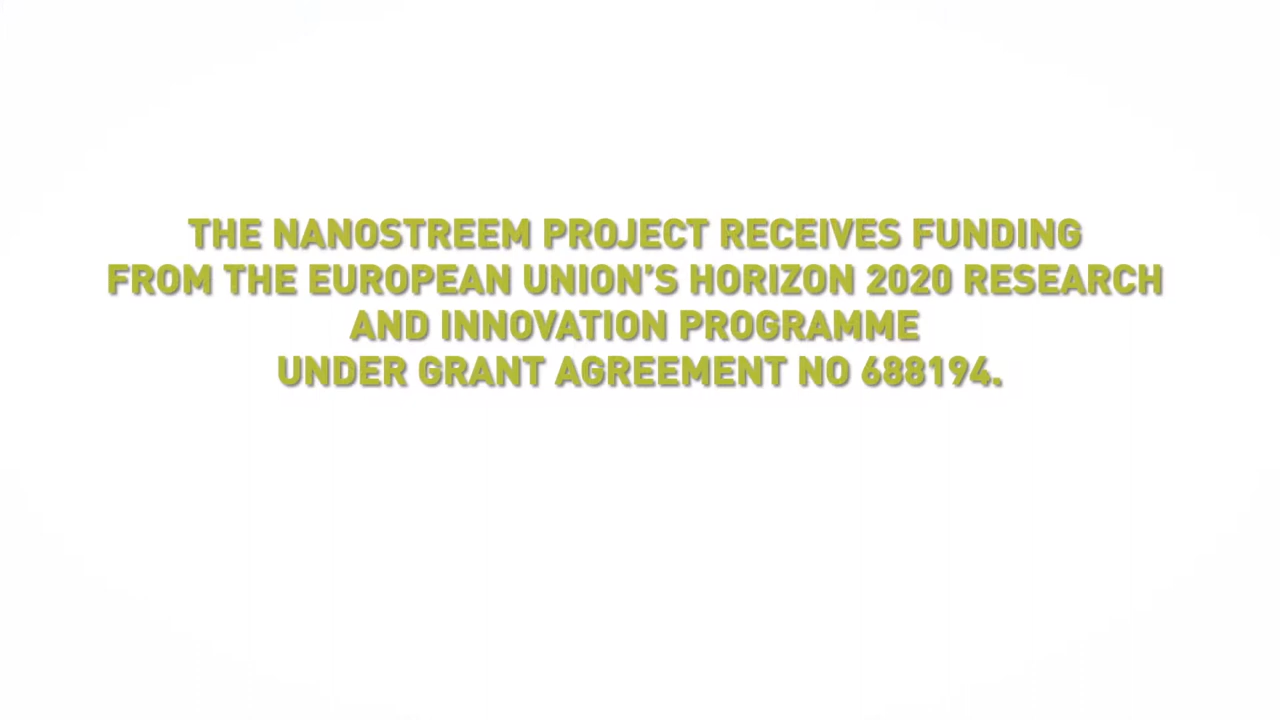 THE NANOSTREEM PROJECT RECEIVES FUNDING
FROM THE EUROPEAN UNION'S HORIZON 2020 RESEARCH
AND INNOVATION PROGRAMME
UNDER GRANT AGREEMENT NO 688194.